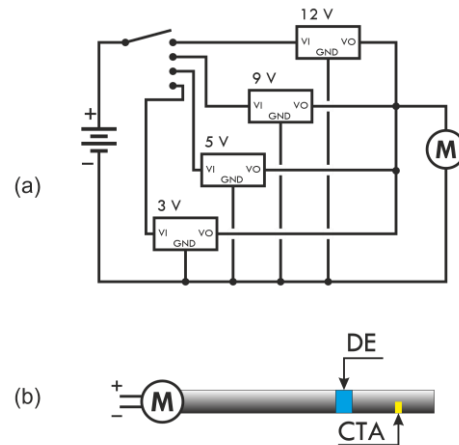 12 V
VI VO
GND
9 V
VI VO
GND
5 V
VI VO
GND
3 V
VI VO
GND
+
−
M
(a)
DE
(b)
+
−
M
CTA